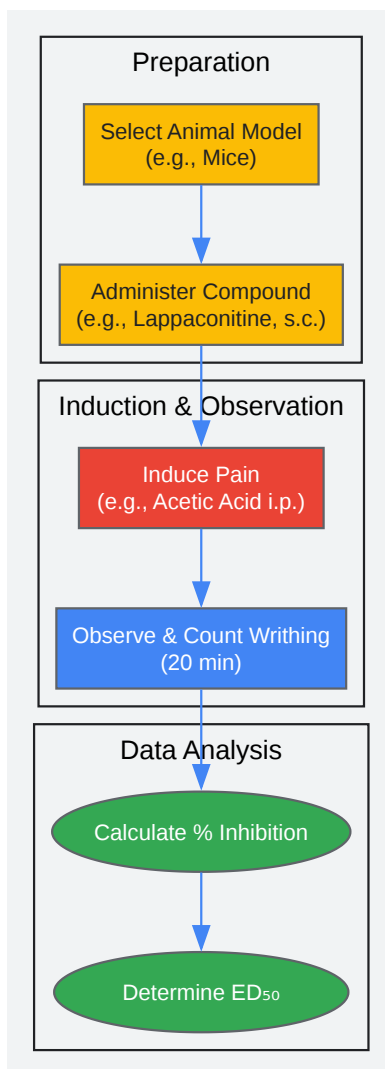 Preparation
Select Animal Model
(e.g., Mice)
Administer Compound
(e.g., Lappaconitine, s.c.)
Induction & Observation
Induce Pain
(e.g., Acetic Acid i.p.)
Observe & Count Writhing
(20 min)
Data Analysis
Calculate % Inhibition
Determine ED₅₀